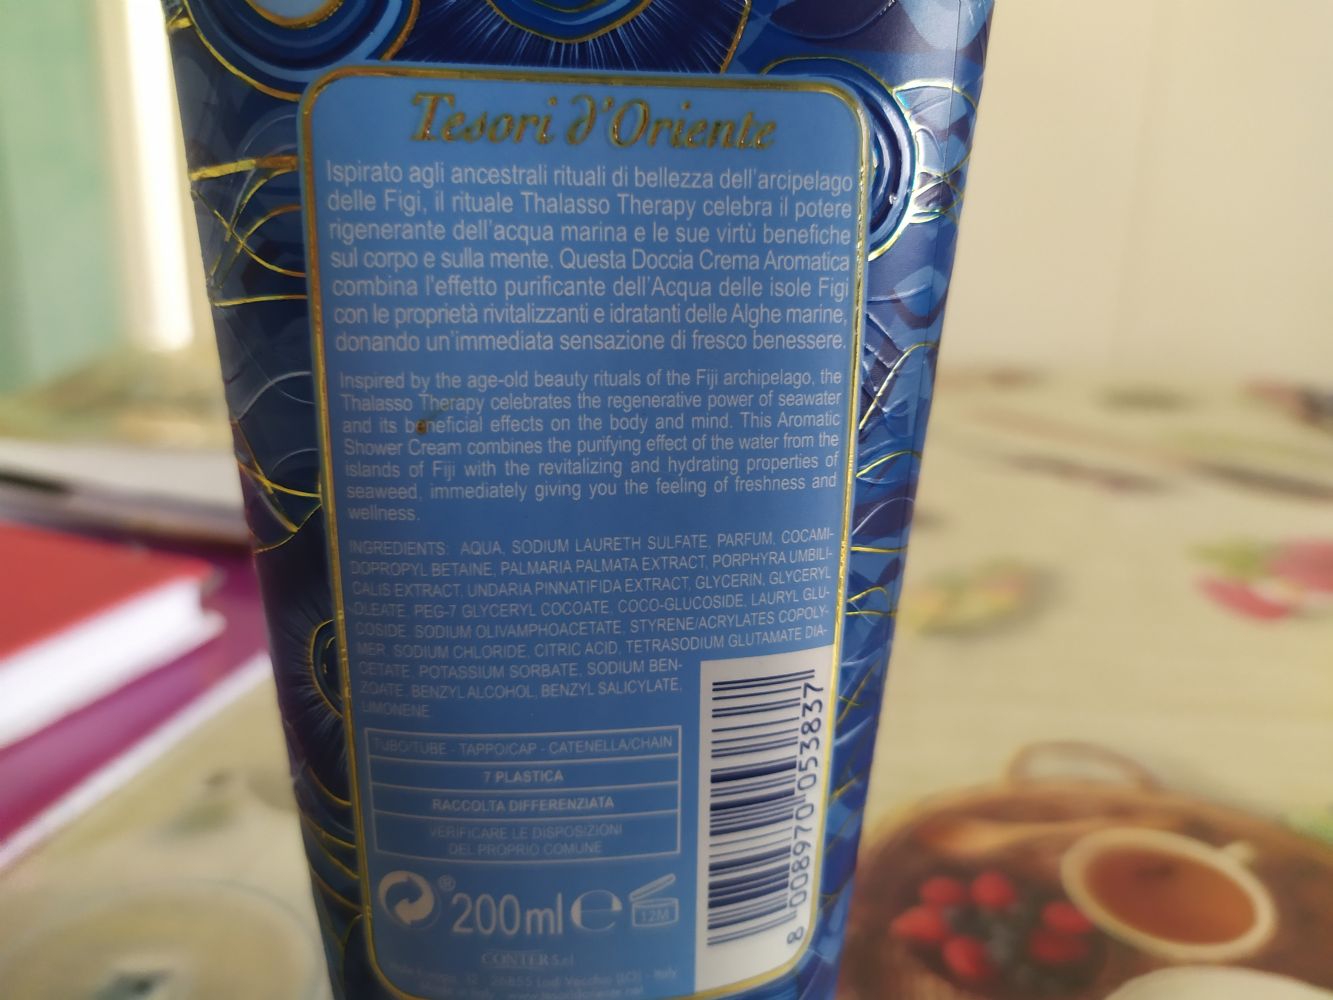 Tesori d'Oriente
Ispirato agli ancestrali rituali di bellezza dell'arcipelago
delle Figi, il rituale Thalasso Therapy celebra il potere
rigenerante dell'acqua marina e le sue virtù benefiche
sul corpo e sulla mente. Questa Doccia Crema Aromatica
combina l'effetto purificante dell'Acqua delle isole Figi
con le proprietà rivitalizzanti e idratanti delle Alghe marine,
donando un'immediata sensazione di fresco benessere.
Inspired by the age-old beauty rituals of the Fiji archipelago, the
Thalasso Therapy celebrates the regenerative power of seawater
and its beneficial effects on the body and mind. This Aromatic
Shower Cream combines the purifying effect of the water from the
islands of Fiji with the revitalizing and hydrating properties of
seaweed, immediately giving you the feeling of freshness and
wellness.
INGREDIENTS: AQUA, SODIUM LAURETH SULFATE, PARFUM, COCAMI-
DOPROPYL BETAINE, PALMARIA PALMATA EXTRACT, PORPHYRA UMBILI-
CALIS EXTRACT, UNDARIA PINNATIFIDA EXTRACT, GLYCERIN, GLYCERYL
OLEATE, PEG-7 GLYCERYL COCOATE, COCO-GLUCOSIDE, LAURYL GLU-
COSIDE, SODIUM OLIVAMPHOACETATE, STYRENE/ACRYLATES COPOLY-
MER, SODIUM CHLORIDE, CITRIC ACID, TETRASODIUM GLUTAMATE DIA-
CETATE, POTASSIUM SORBATE, SODIUM BEN-
ZOATE, BENZYL ALCOHOL, BENZYL SALICYLATE,
LIMONENE.
TUBO/TUBE - TAPPO/CAP - CATENELLA/CHAIN
7 PLASTICA
RACCOLTA DIFFERENZIATA
VERIFICARE LE DISPOSIZIONI
DEL PROPRIO COMUNE
® 200ml e 12M
8 008970 053837
CONTER S.r.l.
26855 Lodi Vecchio (LO) - Italy
Made in Italy